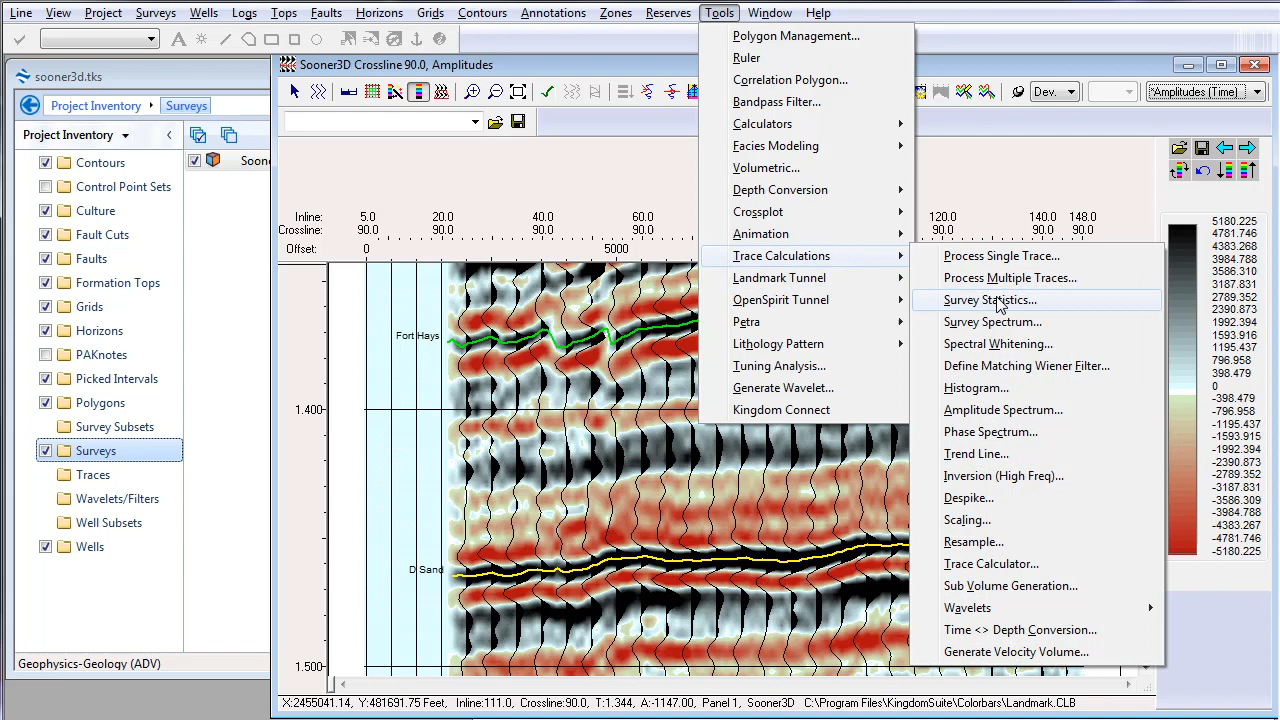 Line View Project Surveys Wells Logs Tops Faults Horizons Grids Contours Annotations Zones Reserves Tools Window Help
sooner3d.tks
Project Inventory Surveys
Project Inventory
Contours
Control Point Sets
Culture
Fault Cuts
Faults
Formation Tops
Grids
Horizons
PAKnotes
Picked Intervals
Polygons
Survey Subsets
Surveys
Traces
Wavelets/Filters
Well Subsets
Wells
Geophysics-Geology (ADV)
Soone
Sooner3D Crossline 90.0, Amplitudes
Dev...
(Amplitudes (Time)
Inline: 5.0 20.0 40.0 60.0 120.0 140.0 148.0
Crossline: 90.0 90.0 90.0 90.0 90.0 90.0 90.0
Offset: 0 5000
Fort Hays
1.400
D Sand
1.500
Polygon Management...
Ruler
Correlation Polygon...
Bandpass Filter...
Calculators
Facies Modeling
Volumetric...
Depth Conversion
Crossplot
Animation
Trace Calculations
Landmark Tunnel
OpenSpirit Tunnel
Petra
Lithology Pattern
Tuning Analysis...
Generate Wavelet...
Kingdom Connect
Process Single Trace...
Process Multiple Traces...
Survey Statistics...
Survey Spectrum...
Spectral Whitening...
Define Matching Wiener Filter...
Histogram...
Amplitude Spectrum...
Phase Spectrum...
Trend Line...
Inversion (High Freq)...
Despike...
Scaling...
Resample...
Trace Calculator...
Sub Volume Generation...
Wavelets
Time <> Depth Conversion...
Generate Velocity Volume...
5180.225
4781.746
4383.268
3984.788
3586.310
3187.831
2789.352
2390.873
1992.394
1593.916
1195.437
796.958
398.479
0
-398.479
-796.958
-1195.437
-1593.915
-1992.394
-2390.873
-2789.352
-3187.831
-3586.309
-3984.788
-4383.267
-4781.746
-5180.225
X:2455041.14, Y:481691.75 Feet, Inline:111.0, Crossline:90.0, T:1.344, A:-1147.00, Panel 1, Sooner3D C:\Program Files\KingdomSuite\Colorbars\Landmark.CLB